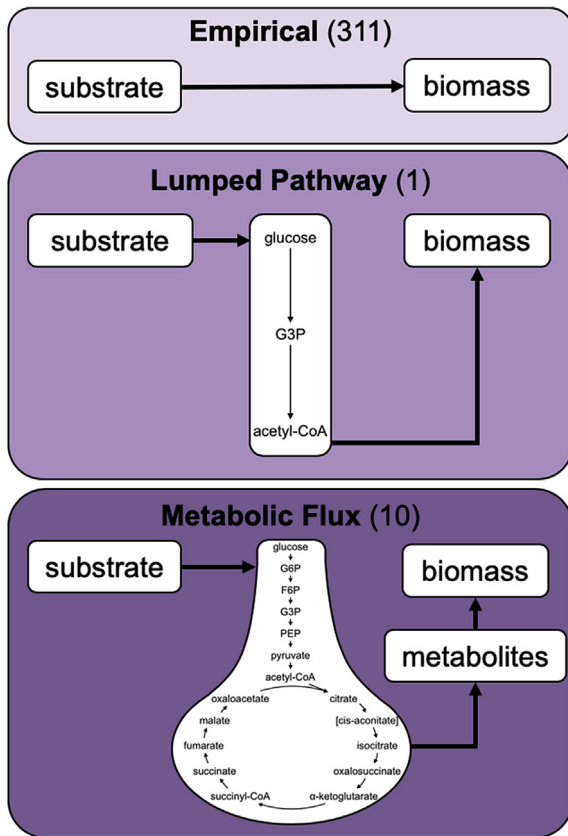 Empirical (311)
substrate
biomass
Lumped Pathway (1)
substrate
glucose
biomass
G3P
acetyl-CoA
Metabolic Flux (10)
substrate
glucose
G6P
F6P
G3P
PEP
pyruvate
acetyl-CoA
oxaloacetate
citrate
malate
[cis-aconitate]
fumarate
isocitrate
succinate
oxalosuccinate
succinyl-CoA
α-ketoglutarate
biomass
metabolites